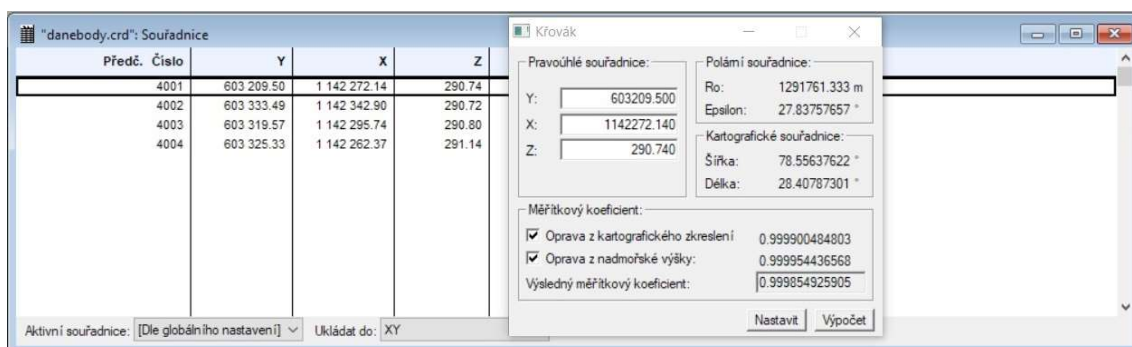 "danebody.crd": Souřadnice
Předč. Číslo Y X Z
4001 603 209.50 1 142 272.14 290.74
4002 603 333.49 1 142 342.90 290.72
4003 603 319.57 1 142 295.74 290.80
4004 603 325.33 1 142 262.37 291.14
Aktivní souřadnice: [Dle globálního nastavení] Ukládat do: XY
Křovák
Pravoúhlé souřadnice:
Y: 603209.500
X: 1142272.140
Z: 290.740
Polární souřadnice:
Ro: 1291761.333 m
Epsilon: 27.83757657 °
Kartografické souřadnice:
Šířka: 78.55637622 °
Délka: 28.40787301 °
Měřítkový koeficient:
Oprava z kartografického zkreslení 0.999900484803
Oprava z nadmořské výšky: 0.999954436568
Výsledný měřítkový koeficient: 0.999854925905
Nastavit Výpočet